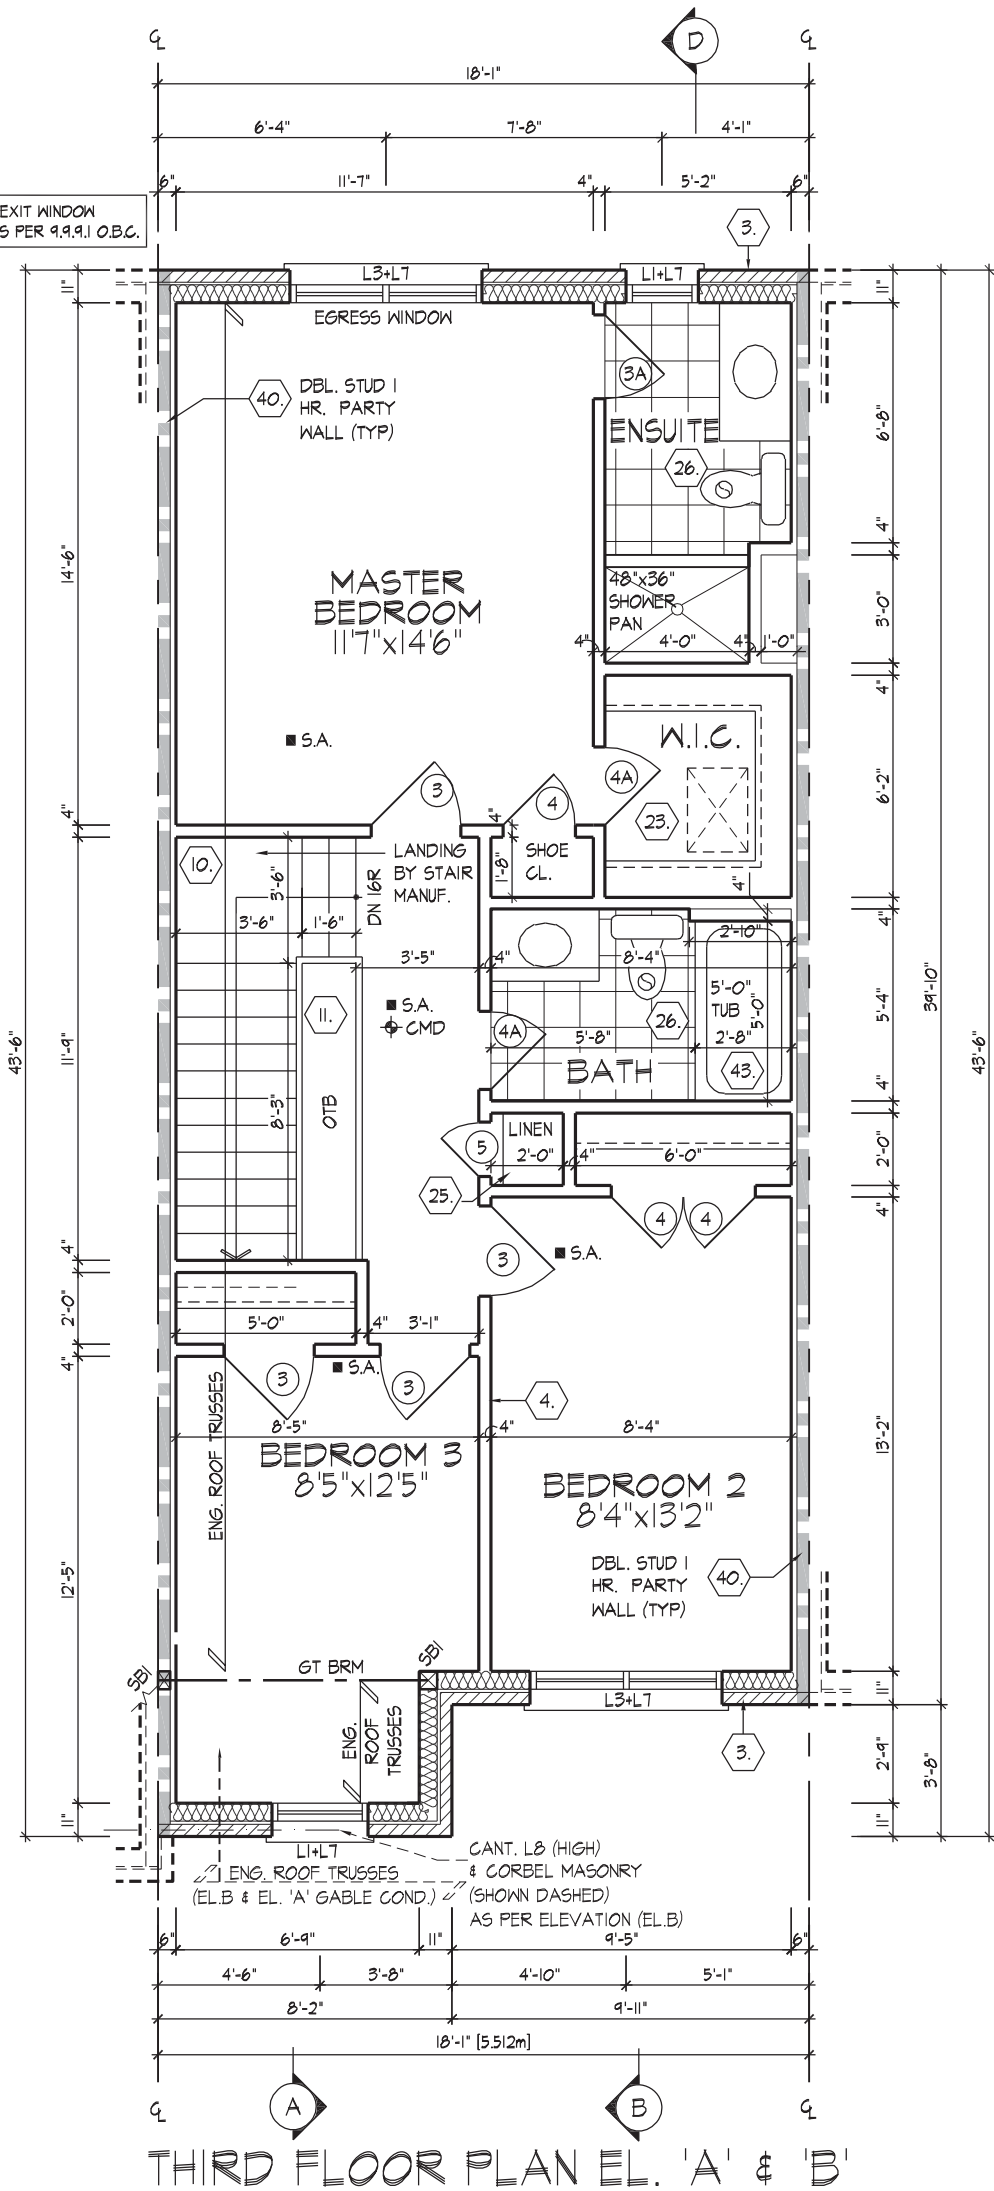 ℄
D
℄
18'-1"
6'-4"
7'-8"
4'-1"
6"
11'-7"
4"
5'-2"
6"
EXIT WINDOW
S PER 9.9.9.1 O.B.C.
3.
L3+L7
L1+L7
11"
11"
EGRESS WINDOW
3A
40.
DBL. STUD 1
HR. PARTY
WALL (TYP)
ENSUITE
26.
6'-8"
4"
14'-6"
MASTER
BEDROOM
11'7"x14'6"
48"x36"
SHOWER
PAN
4"
4'-0"
4"
1'-0"
3'-0"
4"
S.A.
W.I.C.
4A
23.
6'-2"
3
4
4"
4"
10.
LANDING
BY STAIR
MANUF.
SHOE
CL.
1'-8"
3'-6"
DN 16R
4"
4"
3'-6"
1'-6"
2'-10"
3'-5"
4"
8'-4"
39'-10"
11.
S.A.
CMD
4A
5'-0"
TUB
5'-0"
26.
5'-8"
2'-8"
5'-4"
43'-6"
11'-9"
43'-6"
BATH
43.
4"
8'-3"
OTB
5
LINEN
2'-0"
4"
6'-0"
2'-0"
25.
4"
4
4
4"
3
S.A.
2'-0"
5'-0"
4"
3'-1"
4"
3
S.A.
3
4.
8'-5"
4"
8'-4"
ENG. ROOF TRUSSES
BEDROOM 3
8'5"x12'5"
BEDROOM 2
8'4"x13'2"
13'-2"
12'-5"
DBL. STUD 1
HR. PARTY
WALL (TYP)
40.
SB1
GT BRM
SB1
L3+L7
11"
ENG.
ROOF
TRUSSES
3.
2'-9"
3'-8"
11"
11"
L1+L7
CANT. L8 (HIGH)
& CORBEL MASONRY
(SHOWN DASHED)
AS PER ELEVATION (EL.B)
ENG. ROOF TRUSSES
(EL.B & EL. 'A' GABLE COND.)
6"
6'-9"
11"
9'-5"
6"
4'-6"
3'-8"
4'-10"
5'-1"
8'-2"
9'-11"
18'-1" [5.512m]
℄
A
B
℄
THIRD FLOOR PLAN EL. 'A' & 'B'